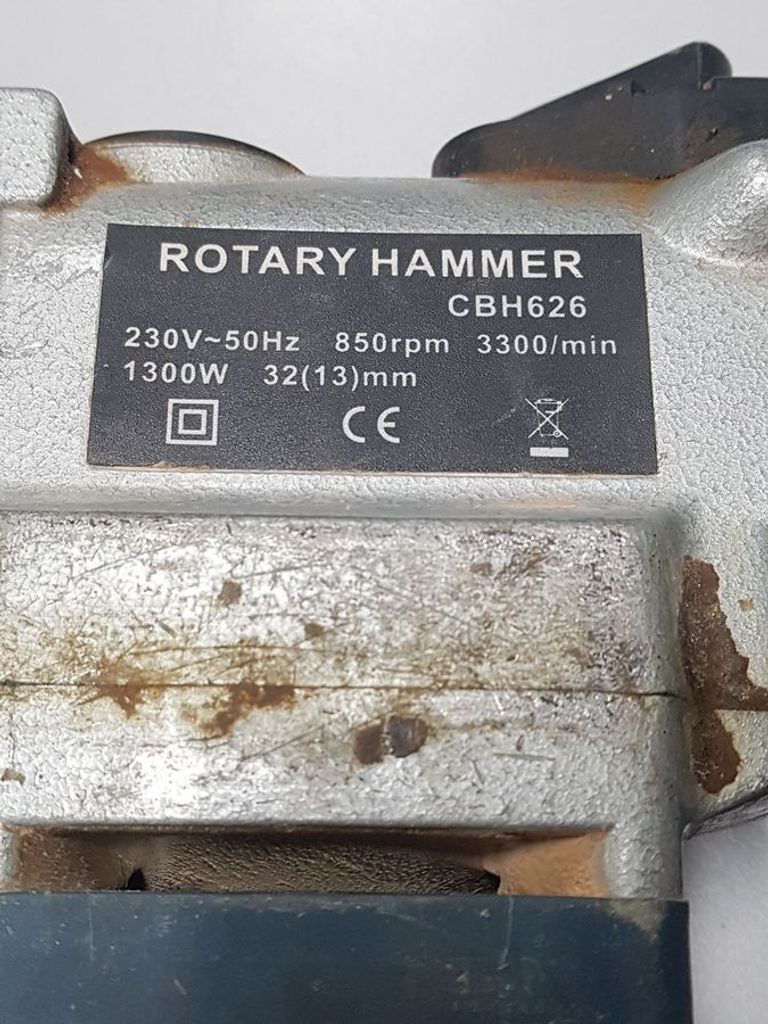 ROTARY HAMMER
CBH626
230V~50Hz 850rpm 3300/min
1300W 32(13)mm
CE